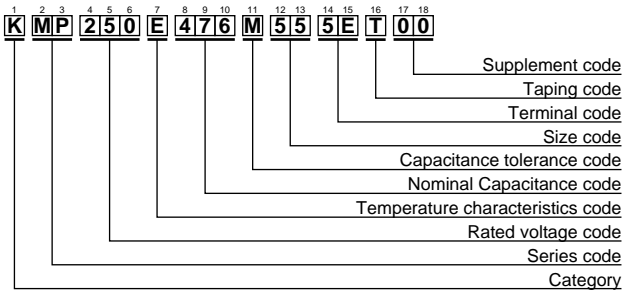 1 2 3 4 5 6 7 8 9 10 11 12 13 14 15 16 17 18
K MP 250 E 476 M 55 5E T 00
Supplement code
Taping code
Terminal code
Size code
Capacitance tolerance code
Nominal Capacitance code
Temperature characteristics code
Rated voltage code
Series code
Category